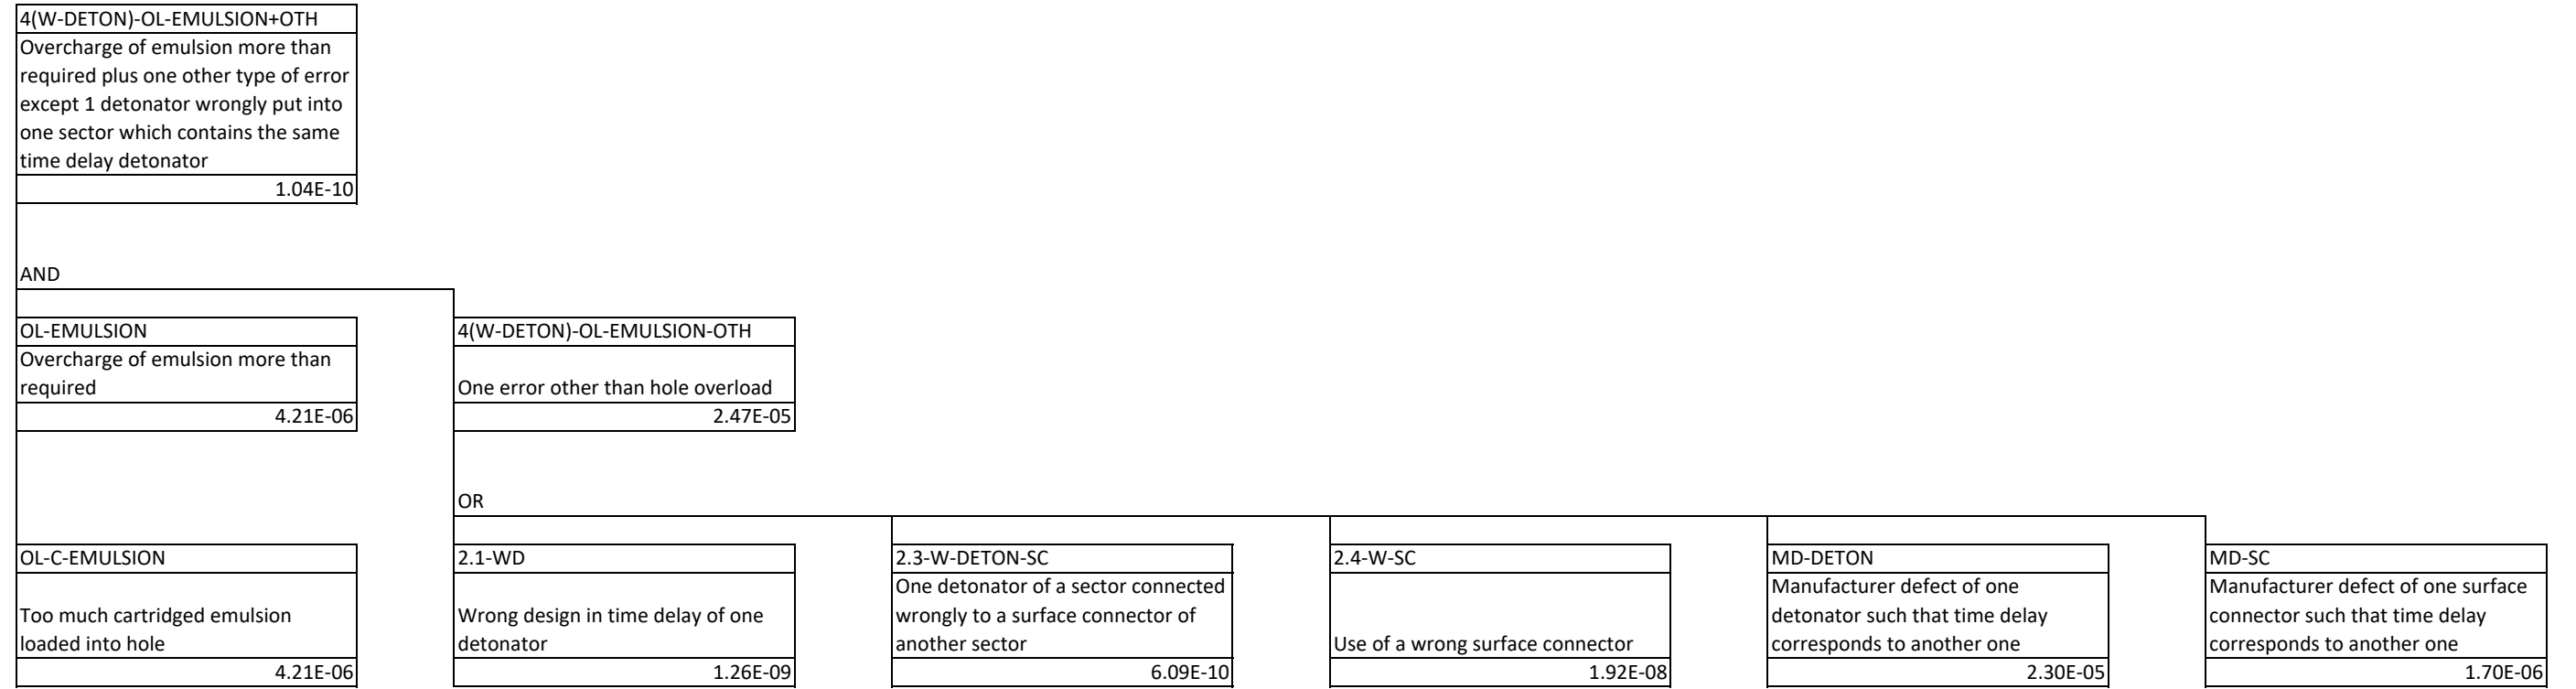 4(W-DETON)-OL-EMULSION+OTH
Overcharge of emulsion more than
required plus one other type of error
except 1 detonator wrongly put into
one sector which contains the same
time delay detonator
1.04E-10
AND
OL-EMULSION
Overcharge of emulsion more than
required
4.21E-06
4(W-DETON)-OL-EMULSION-OTH
One error other than hole overload
2.47E-05
OR
OL-C-EMULSION
Too much cartridged emulsion
loaded into hole
4.21E-06
2.1-WD
Wrong design in time delay of one
detonator
1.26E-09
2.3-W-DETON-SC
One detonator of a sector connected
wrongly to a surface connector of
another sector
6.09E-10
2.4-W-SC
Use of a wrong surface connector
1.92E-08
MD-DETON
Manufacturer defect of one
detonator such that time delay
corresponds to another one
2.30E-05
MD-SC
Manufacturer defect of one surface
connector such that time delay
corresponds to another one
1.70E-06